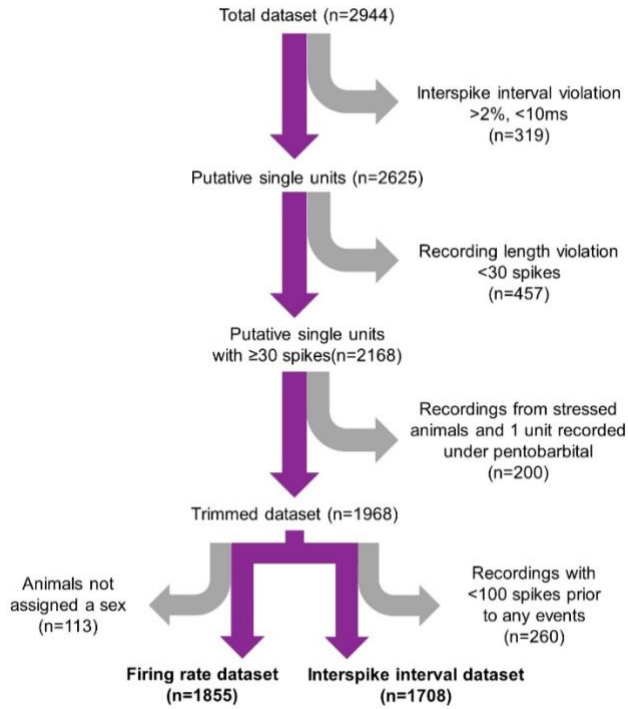 Total dataset (n=2944)
Interspike interval violation
>2%, <10ms
(n=319)
Putative single units (n=2625)
Recording length violation
<30 spikes
(n=457)
Putative single units
with ≥30 spikes(n=2168)
Recordings from stressed
animals and 1 unit recorded
under pentobarbital
(n=200)
Trimmed dataset (n=1968)
Animals not
assigned a sex
(n=113)
Recordings with
<100 spikes prior
to any events
(n=260)
Firing rate dataset
(n=1855)
Interspike interval dataset
(n=1708)